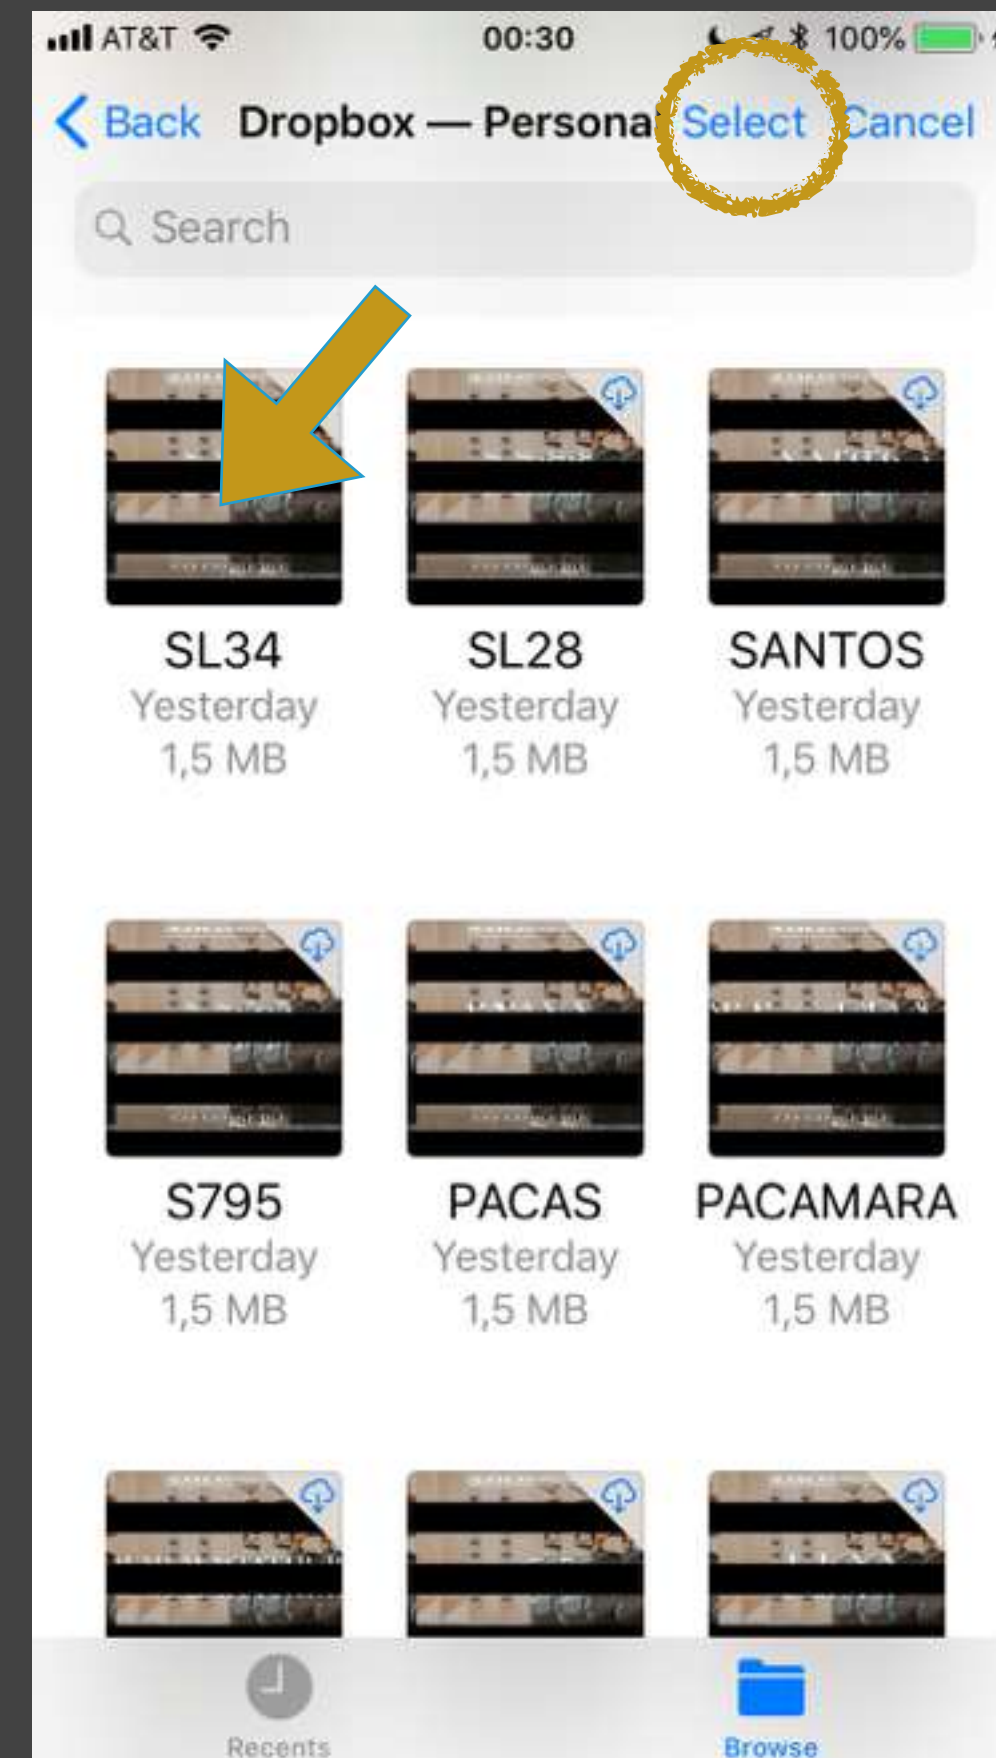 AT&T 00:30 100%
Back Dropbox — Persona Select Cancel
Search
SL34 SL28 SANTOS
Yesterday Yesterday Yesterday
1,5 MB 1,5 MB 1,5 MB
S795 PACAS PACAMARA
Yesterday Yesterday Yesterday
1,5 MB 1,5 MB 1,5 MB
Recents Browse